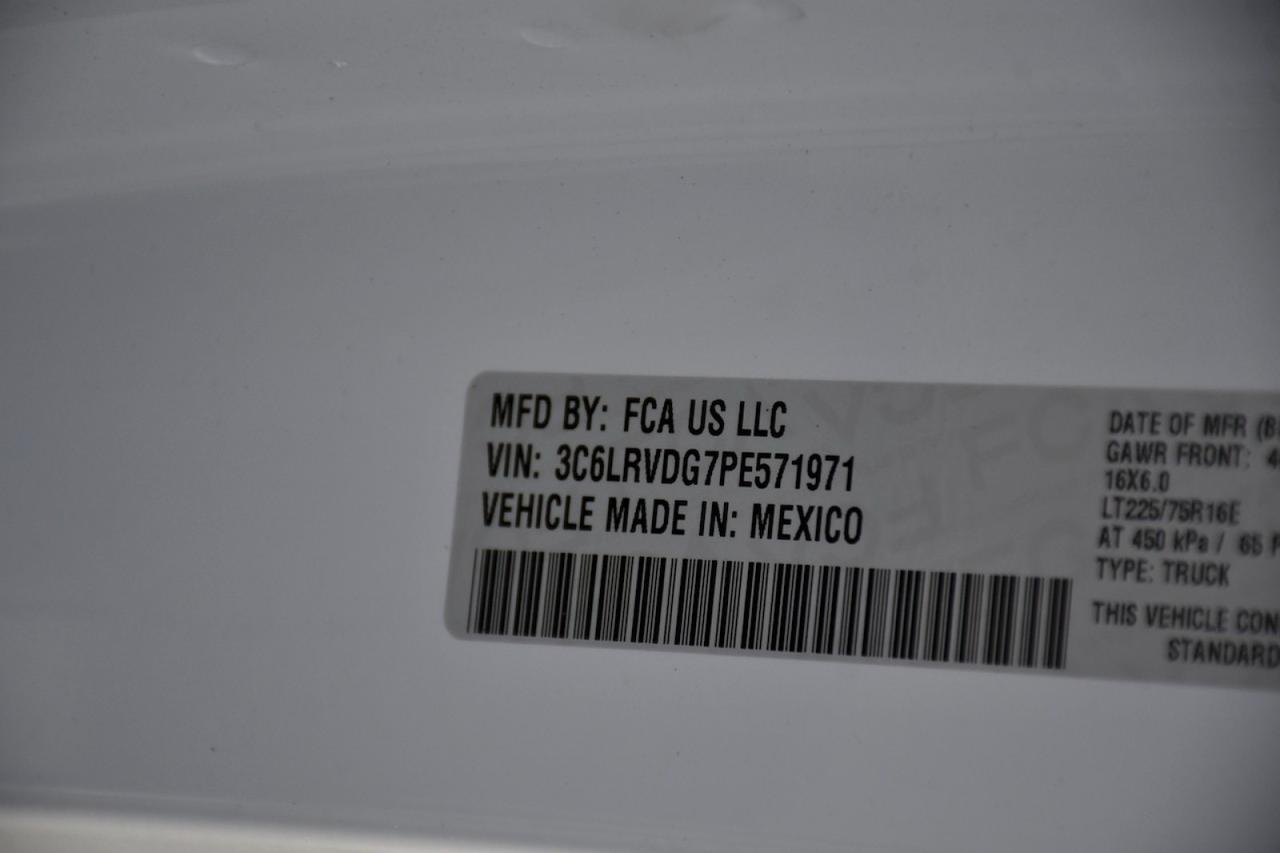 MFD BY: FCA US LLC
VIN: 3C6LRVDG7PE571971
VEHICLE MADE IN: MEXICO
DATE OF MFR
GAWR FRONT:
16X6.0
LT225/75R16E
AT 450 kPa / 65
TYPE: TRUCK
THIS VEHICLE
STANDARD